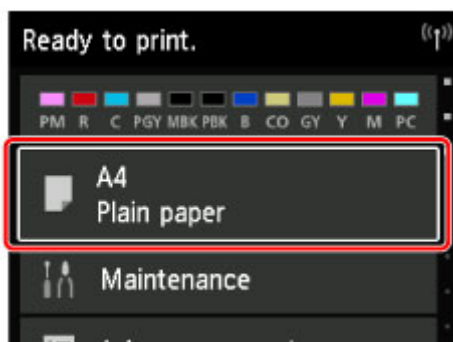 Ready to print.
PM R C PGY MBK PBK B CO GY Y M PC
A4
Plain paper
Maintenance